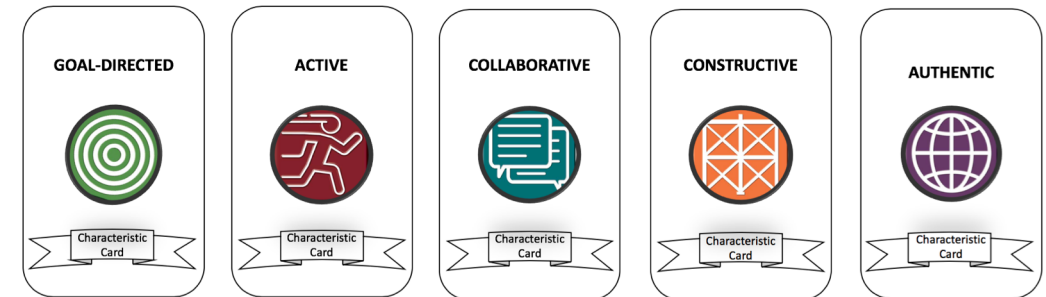 GOAL-DIRECTED
Characteristic
Card
ACTIVE
Characteristic
Card
COLLABORATIVE
Characteristic
Card
CONSTRUCTIVE
Characteristic
Card
AUTHENTIC
Characteristic
Card